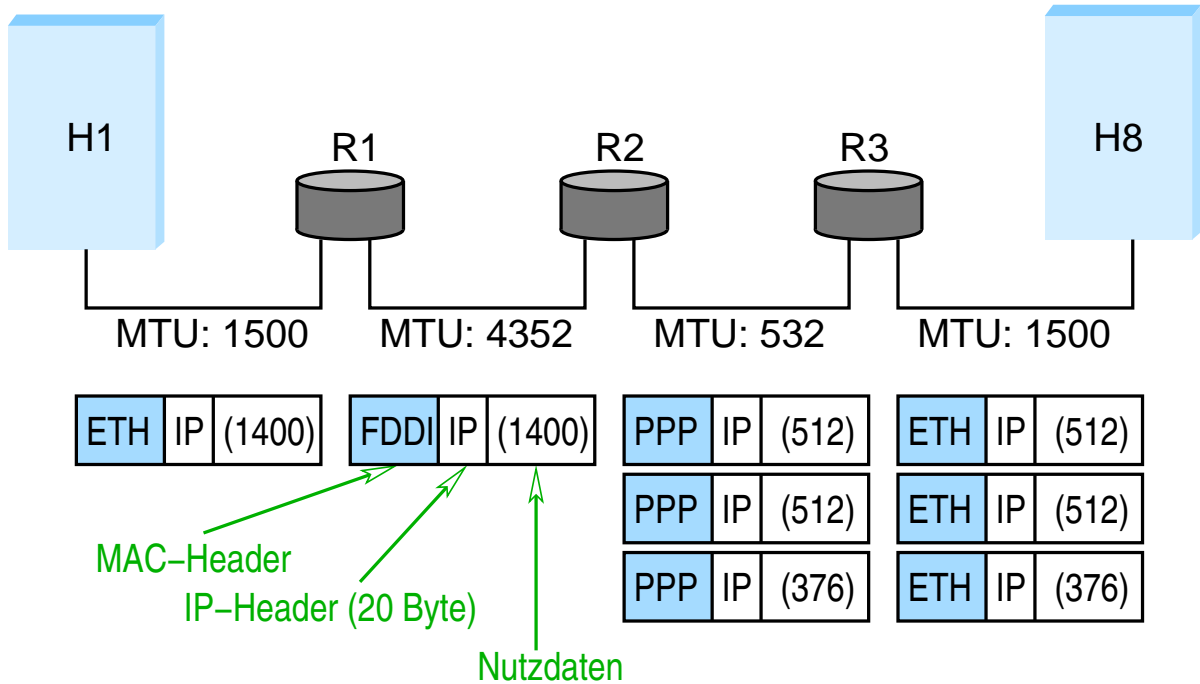 H1
R1
R2
R3
H8
MTU: 1500
MTU: 4352
MTU: 532
MTU: 1500
ETH IP (1400)
FDDI IP (1400)
PPP IP (512)
ETH IP (512)
PPP IP (512)
ETH IP (512)
PPP IP (376)
ETH IP (376)
MAC–Header
IP–Header (20 Byte)
Nutzdaten